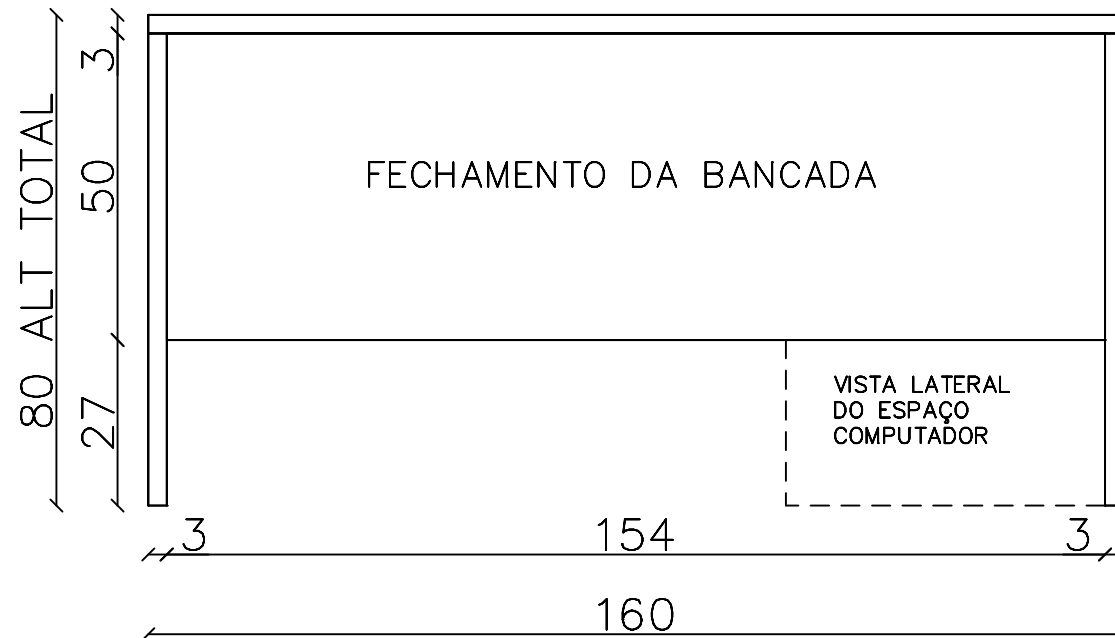 80 ALT TOTAL
3
50
27
FECHAMENTO DA BANCADA
VISTA LATERAL
DO ESPAÇO
COMPUTADOR
3
154
3
160